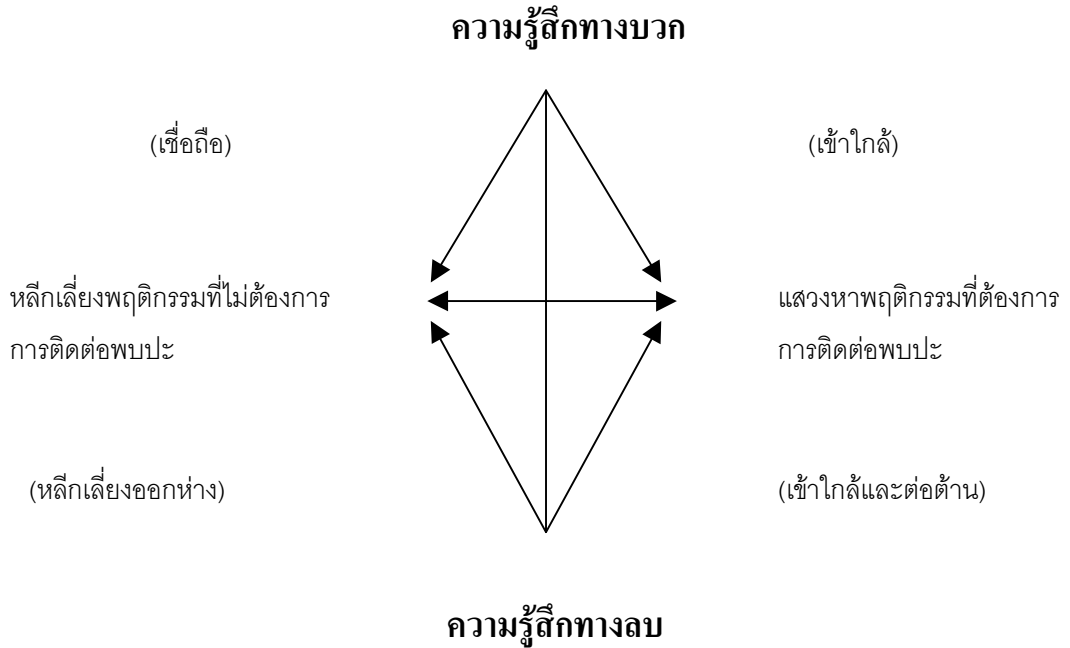 ความรู้สึกทางบวก
(เชื่อถือ)
(เข้าใกล้)
หลีกเลี่ยงพฤติกรรมที่ไม่ต้องการ
การติดต่อพบปะ
แสวงหาพฤติกรรมที่ต้องการ
การติดต่อพบปะ
(หลีกเลี่ยงออกห่าง)
(เข้าใกล้และต่อต้าน)
ความรู้สึกทางลบ